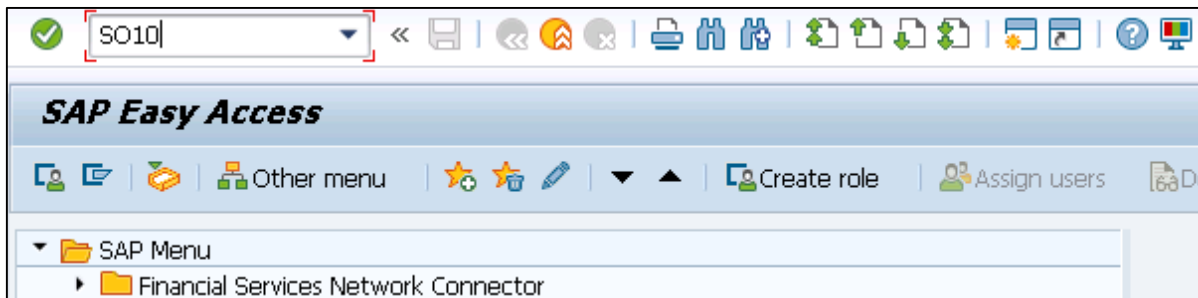 SO10
SAP Easy Access
Other menu Create role Assign users D
SAP Menu
Financial Services Network Connector